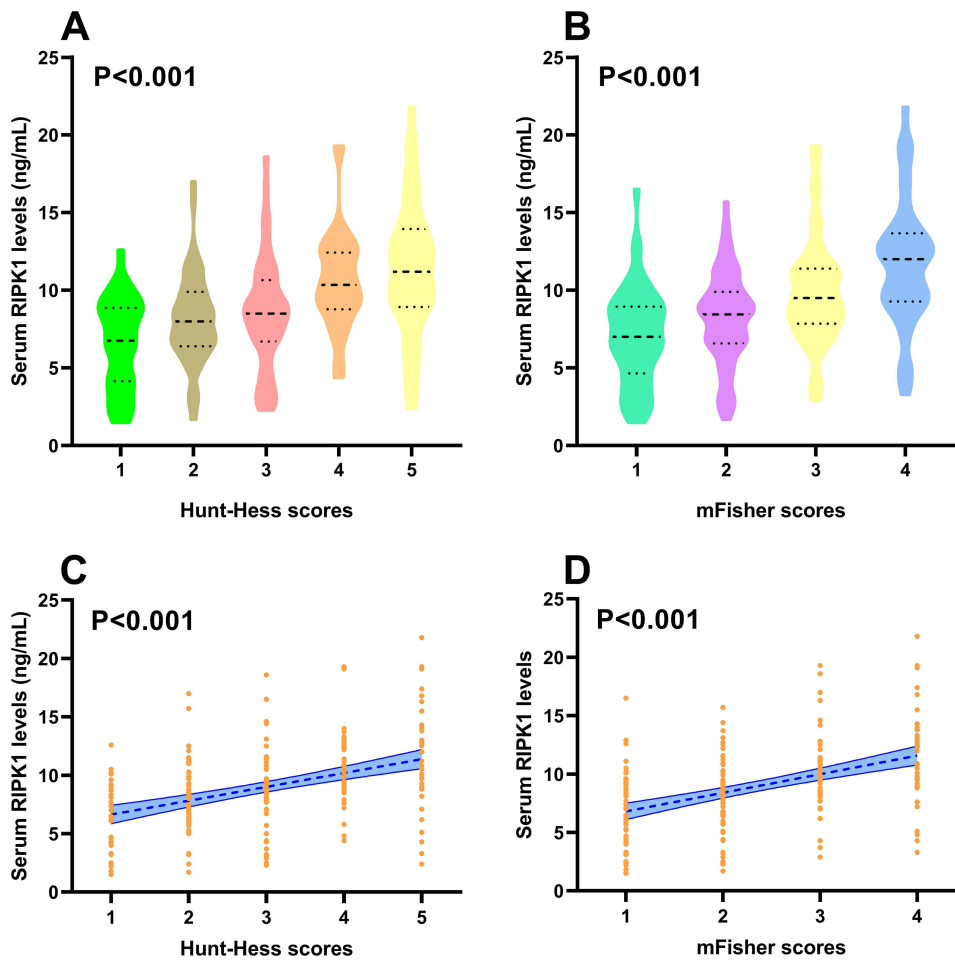 A
P<0.001
Serum RIPK1 levels (ng/mL)
25
20
15
10
5
0
1 2 3 4 5
Hunt-Hess scores
B
P<0.001
Serum RIPK1 levels (ng/mL)
25
20
15
10
5
0
1 2 3 4
mFisher scores
C
P<0.001
Serum RIPK1 levels (ng/mL)
25
20
15
10
5
0
1 2 3 4 5
Hunt-Hess scores
D
P<0.001
Serum RIPK1 levels
25
20
15
10
5
0
1 2 3 4
mFisher scores